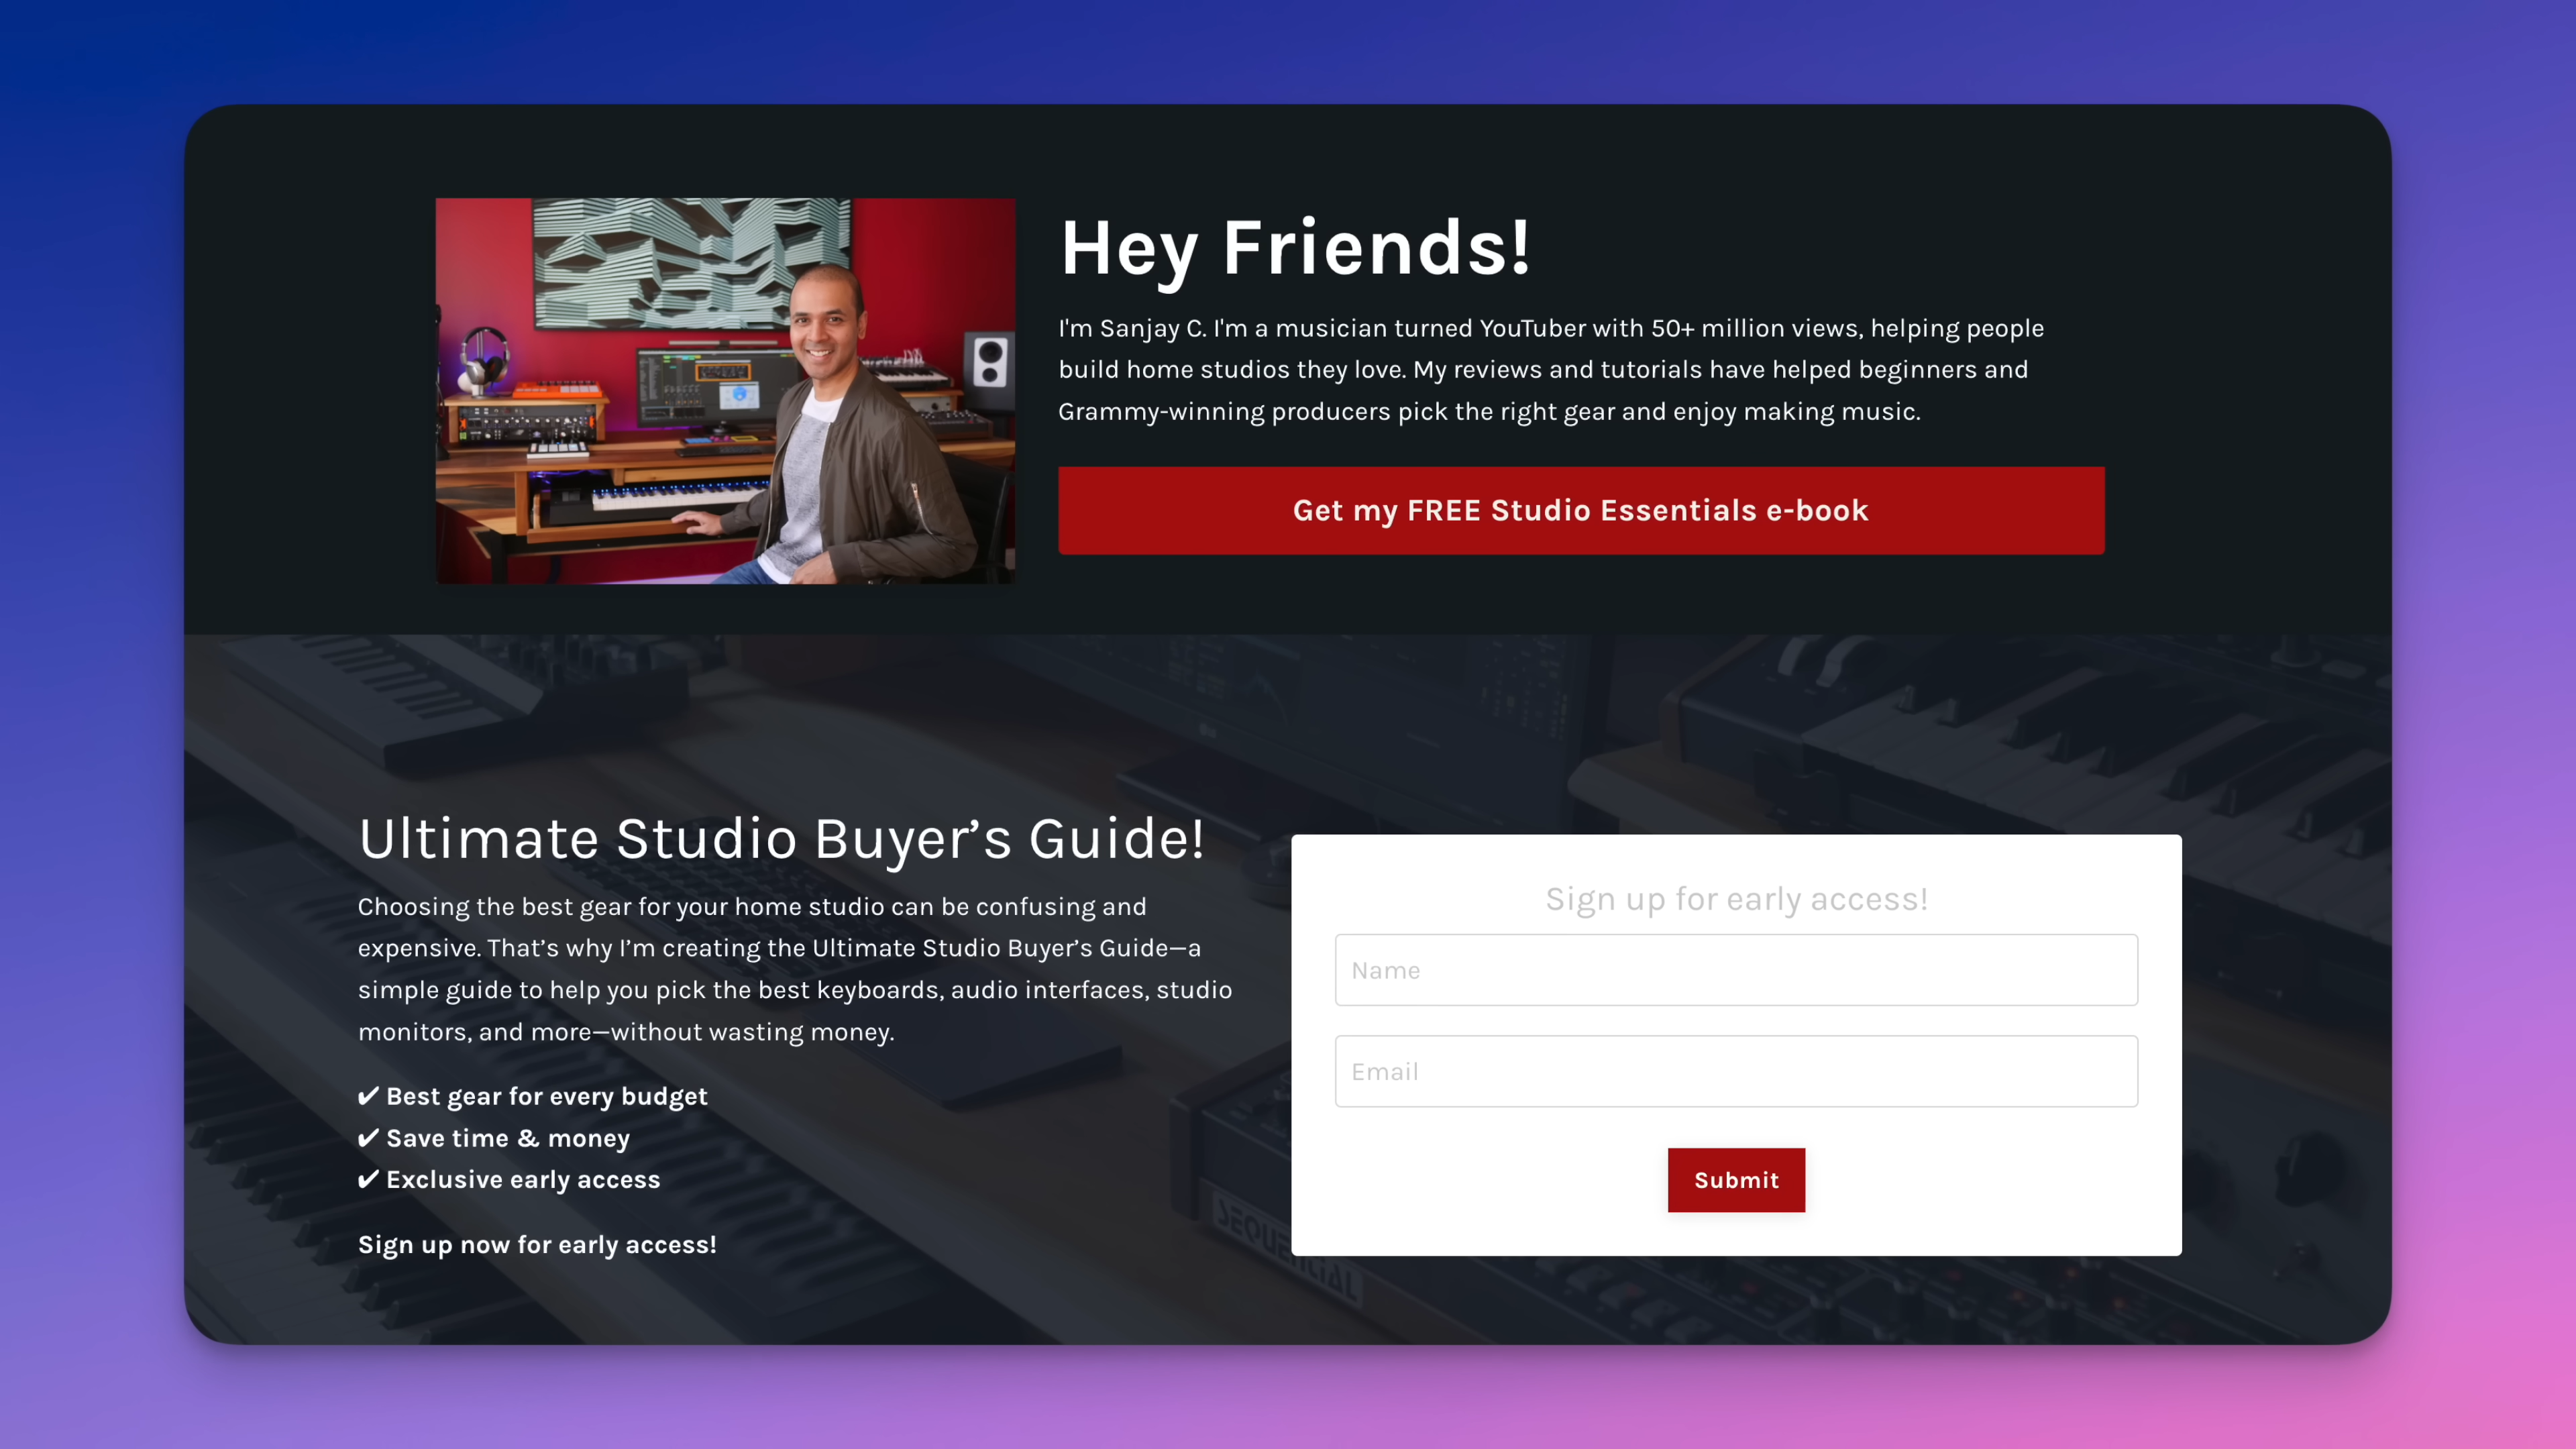 Hey Friends!
I'm Sanjay C. I'm a musician turned YouTuber with 50+ million views, helping people
build home studios they love. My reviews and tutorials have helped beginners and
Grammy-winning producers pick the right gear and enjoy making music.
Get my FREE Studio Essentials e-book
Ultimate Studio Buyer’s Guide!
Choosing the best gear for your home studio can be confusing and
expensive. That’s why I’m creating the Ultimate Studio Buyer’s Guide—a
simple guide to help you pick the best keyboards, audio interfaces, studio
monitors, and more—without wasting money.
✔ Best gear for every budget
✔ Save time & money
✔ Exclusive early access
Sign up now for early access!
Sign up for early access!
Name
Email
Submit
SEQUENTIAL